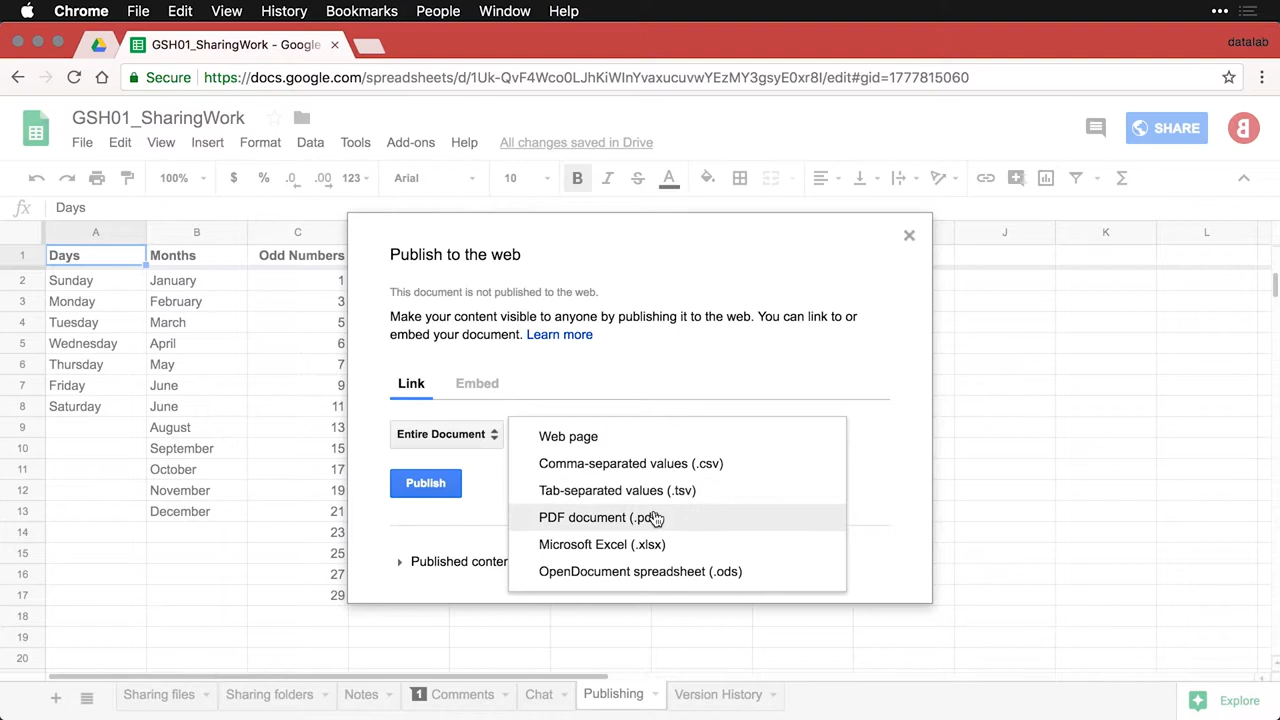 Chrome File Edit View History Bookmarks People Window Help
GSH01_SharingWork - Google
datalab
Secure https://docs.google.com/spreadsheets/d/1Uk-QvF4Wco0LJhKiWInYvaxucuvwYEzMY3gsyE0xr8I/edit#gid=1777815060
GSH01_SharingWork
File Edit View Insert Format Data Tools Add-ons Help All changes saved in Drive
SHARE
100% $ % .0 .00 123 Arial 10 B I S A
fx Days
A B C J K L
1 Days Months Odd Numbers
2 Sunday January 1
3 Monday February 3
4 Tuesday March 5
5 Wednesday April 6
6 Thursday May 7
7 Friday June 9
8 Saturday June 11
9 August 13
10 September 15
11 October 17
12 November 19
13 December 21
14 23
15 25
16 27
17 29
18
19
20
Publish to the web
This document is not published to the web.
Make your content visible to anyone by publishing it to the web. You can link to or
embed your document. Learn more
Link Embed
Entire Document
Publish
Web page
Comma-separated values (.csv)
Tab-separated values (.tsv)
PDF document
Microsoft Excel (.xlsx)
OpenDocument spreadsheet (.ods)
Published
Sharing files Sharing folders Notes 1 Comments Chat Publishing Version History
Explore